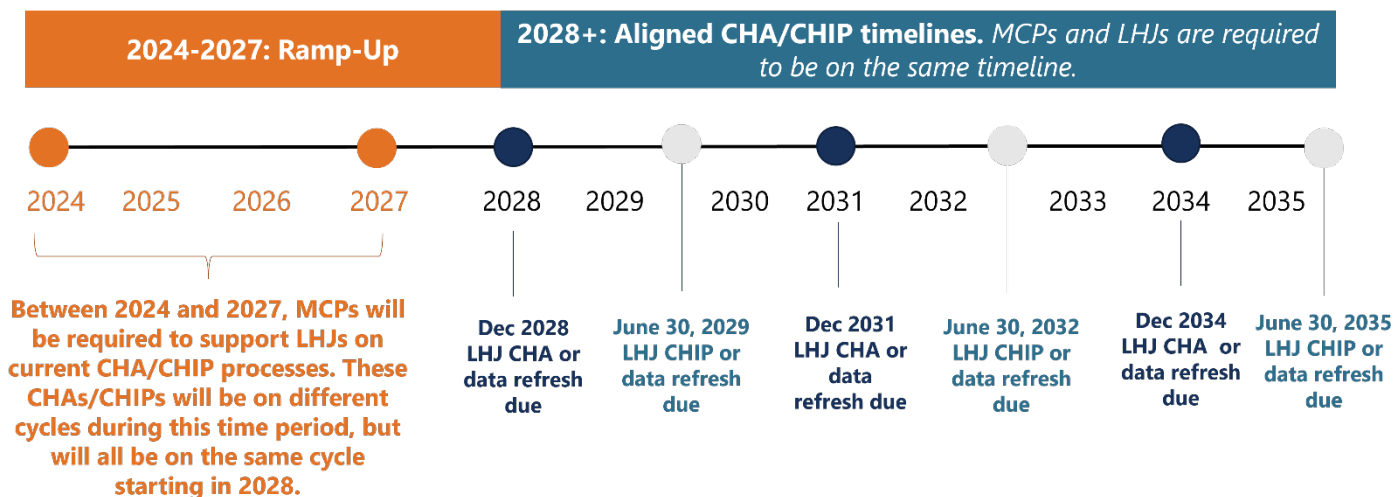 2024-2027: Ramp-Up
2028+: Aligned CHA/CHIP timelines. MCPs and LHJs are required
to be on the same timeline.
2024
2025
2026
2027
2028
2029
2030
2031
2032
2033
2034
2035
Between 2024 and 2027, MCPs will
be required to support LHJs on
current CHA/CHIP processes. These
CHAs/CHIPs will be on different
cycles during this time period, but
will all be on the same cycle
starting in 2028.
Dec 2028
LHJ CHA or
data refresh
due
June 30, 2029
LHJ CHIP or
data refresh
due
Dec 2031
LHJ CHA or
data
refresh due
June 30, 2032
LHJ CHIP or
data refresh
due
Dec 2034
LHJ CHA or
data refresh
due
June 30, 2035
LHJ CHIP or
data refresh
due